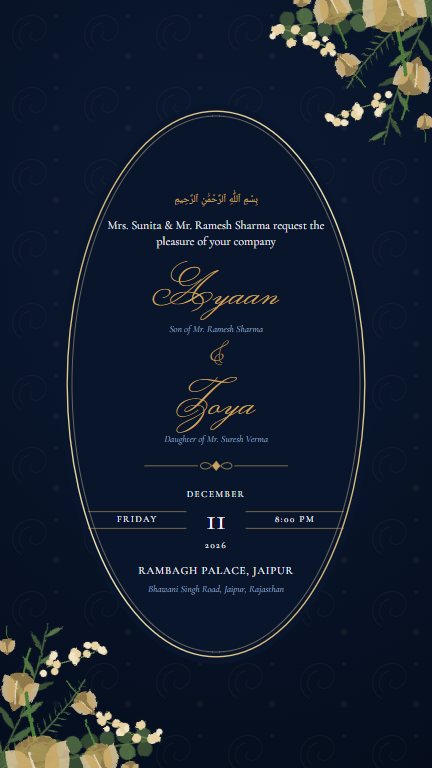 بِسْمِ اللَّهِ الرَّحْمَٰنِ الرَّحِيمِ
Mrs. Sunita & Mr. Ramesh Sharma request the
pleasure of your company
Ayaan
Son of Mr. Ramesh Sharma
&
Zoya
Daughter of Mr. Suresh Verma
DECEMBER
FRIDAY 11 8:00 PM
2026
RAMBAGH PALACE, JAIPUR
Bhawani Singh Road, Jaipur, Rajasthan